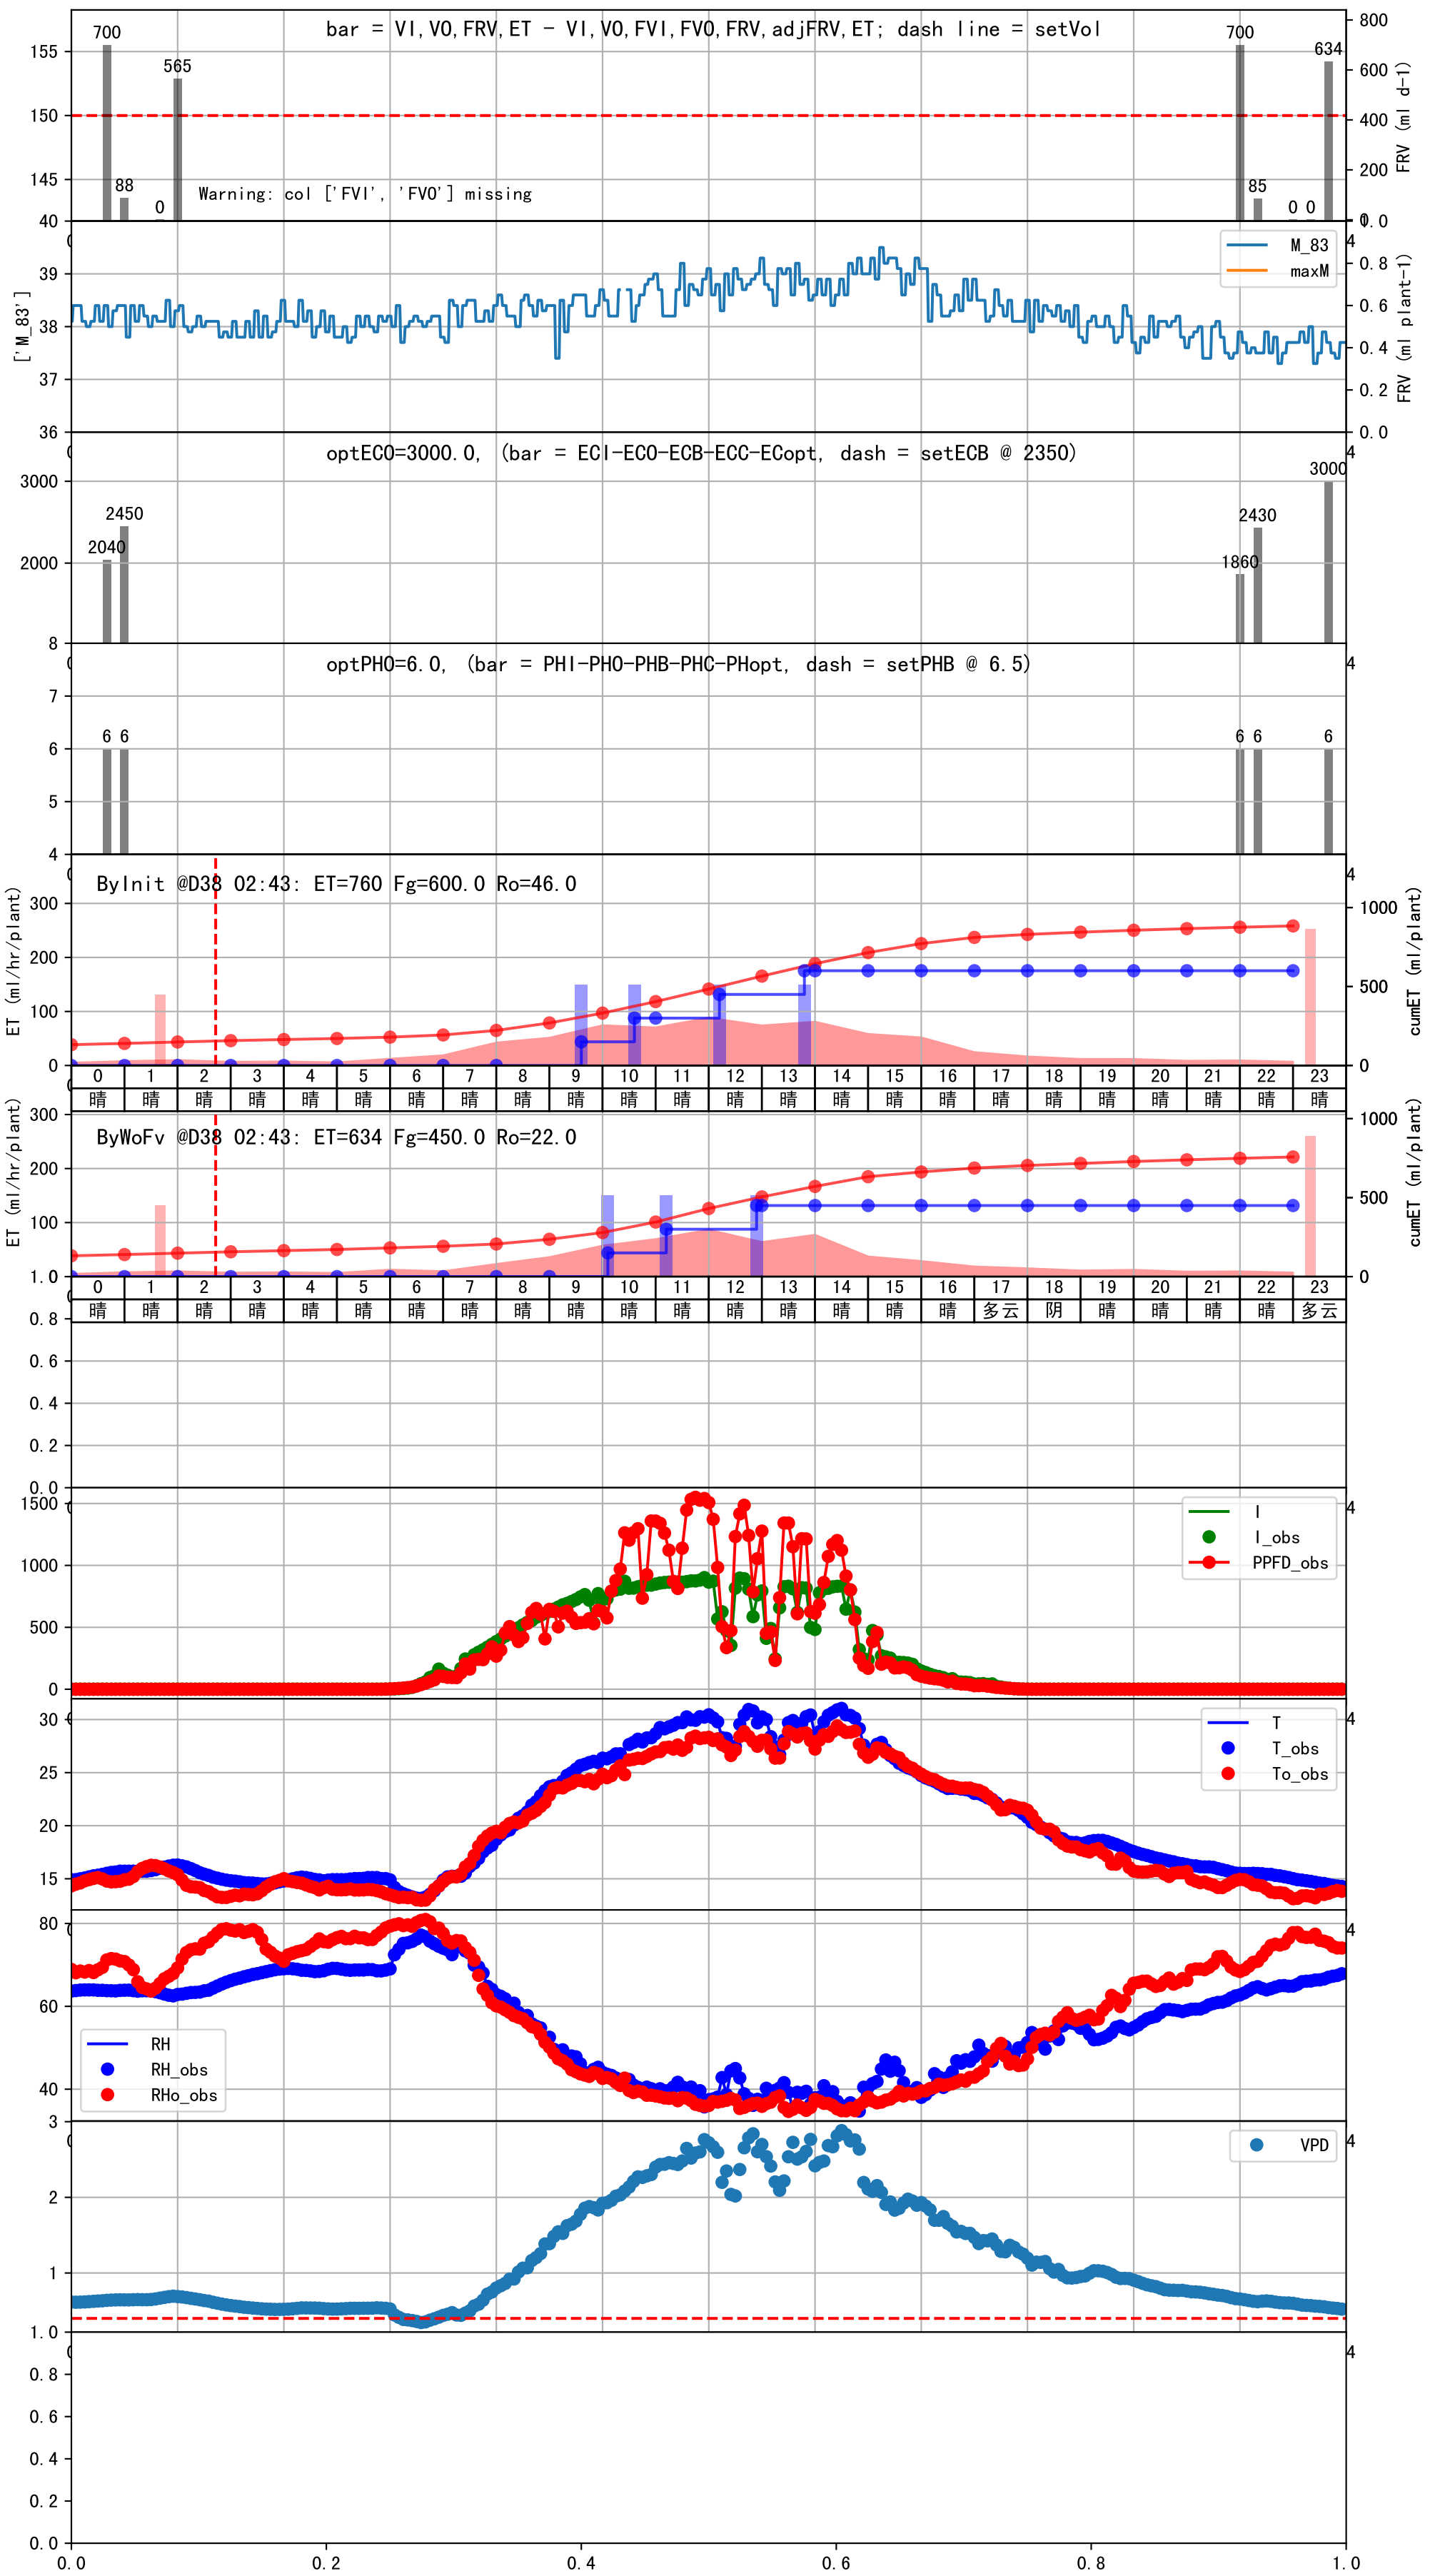 bar = VI,VO,FRV,ET - VI,VO,FVI,FVO,FRV,adjFRV,ET; dash line = setVol
700
88
0
565
700
85
0
0
634
Warning: col ['FVI', 'FVO'] missing
155
150
145
40
800
600
400
200
FRV (ml d-1)
['M_83']
39
38
37
36
M_83
maxM
0.8
0.6
0.4
0.2
0.0
FRV (ml plant-1)
optECO=3000.0, (bar = ECI-ECO-ECB-ECC-ECopt, dash = setECB @ 2350)
3000
2000
8
2040
2450
1860
2430
3000
optPHO=6.0, (bar = PHI-PHO-PHB-PHC-PHopt, dash = setPHB @ 6.5)
7
6
5
4
6
6
6
6
6
ByInit @D38 02:43: ET=760 Fg=600.0 Ro=46.0
ET (ml/hr/plant)
300
200
100
0
1000
500
0
cumET (ml/plant)
0 1 2 3 4 5 6 7 8 9 10 11 12 13 14 15 16 17 18 19 20 21 22 23
晴 晴 晴 晴 晴 晴 晴 晴 晴 晴 晴 晴 晴 晴 晴 晴 晴 晴 晴 晴 晴 晴 晴 晴
ByWoFv @D38 02:43: ET=634 Fg=450.0 Ro=22.0
ET (ml/hr/plant)
300
200
100
1.0
1000
500
0
cumET (ml/plant)
0 1 2 3 4 5 6 7 8 9 10 11 12 13 14 15 16 17 18 19 20 21 22 23
晴 晴 晴 晴 晴 晴 晴 晴 晴 晴 晴 晴 晴 晴 晴 晴 晴 多云 阴 晴 晴 晴 晴 多云
0.8
0.6
0.4
0.2
0.0
1500
1000
500
0
I
I_obs
PPFD_obs
30
25
20
15
T
T_obs
To_obs
80
60
40
RH
RH_obs
RHo_obs
3
2
1
VPD
1.0
0.8
0.6
0.4
0.2
0.0
0.0 0.2 0.4 0.6 0.8 1.0